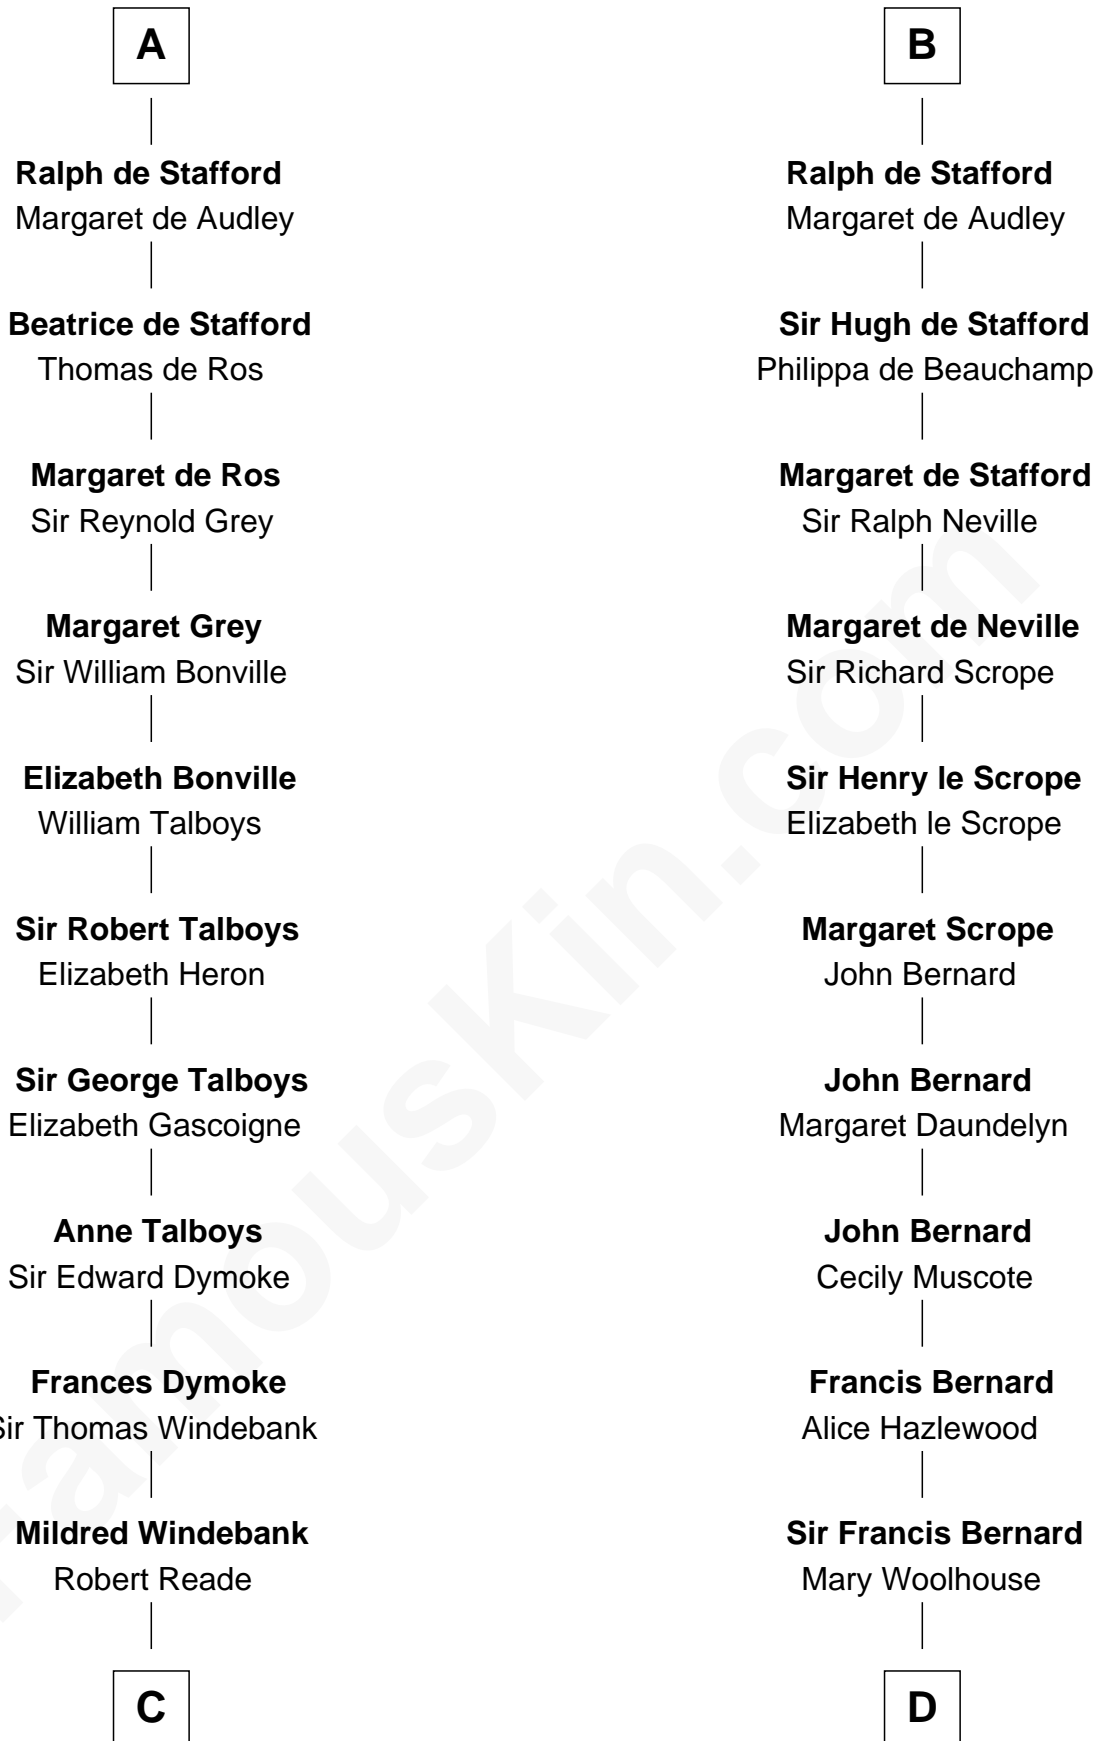 A
Ralph de Stafford
Margaret de Audley
Beatrice de Stafford
Thomas de Ros
Margaret de Ros
Sir Reynold Grey
Margaret Grey
Sir William Bonville
Elizabeth Bonville
William Talboys
Sir Robert Talboys
Elizabeth Heron
Sir George Talboys
Elizabeth Gascoigne
Anne Talboys
Sir Edward Dymoke
Frances Dymoke
Sir Thomas Windebank
Mildred Windebank
Robert Reade
C
B
Ralph de Stafford
Margaret de Audley
Sir Hugh de Stafford
Philippa de Beauchamp
Margaret de Stafford
Sir Ralph Neville
Margaret de Neville
Sir Richard Scrope
Sir Henry le Scrope
Elizabeth le Scrope
Margaret Scrope
John Bernard
John Bernard
Margaret Daundelyn
John Bernard
Cecily Muscote
Francis Bernard
Alice Hazlewood
Sir Francis Bernard
Mary Woolhouse
D
FamousKin.com